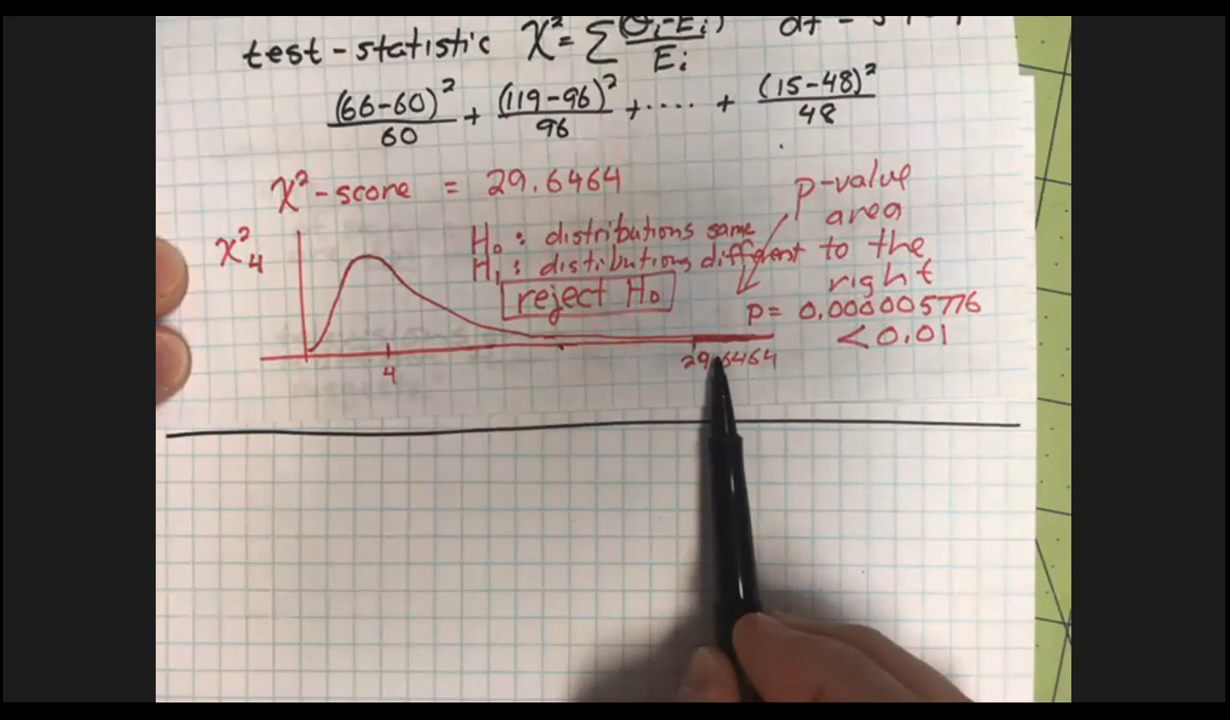 test-statistic χ² = Σ (Oᵢ-Eᵢ) / Eᵢ df = 5
(66-60)² / 60 + (119-96)² / 96 + .... + (15-48)² / 48
χ²-score = 29.6464
p-value
area
to the
right
χ²₄
H₀ : distributions same
H₁ : distributions different
reject H₀
p = 0.000005776
< 0.01
4
29.6464